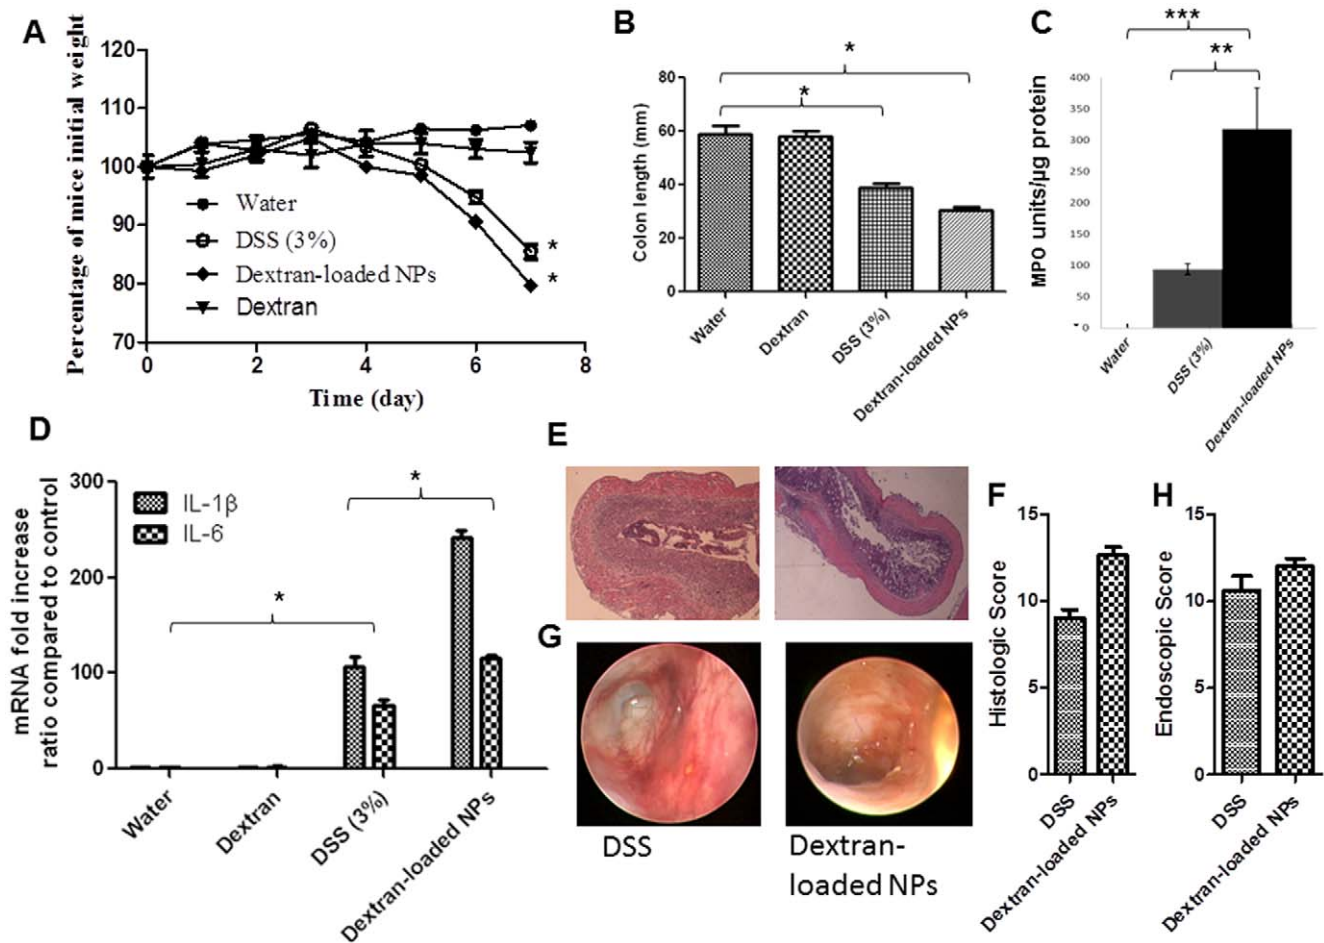 A
Percentage of mice initial weight
120
110
100
90
80
70
0
2
4
6
8
Time (day)
Water
DSS (3%)
Dextran-loaded NPs
Dextran
*
*
B
Colon length (mm)
80
60
40
20
0
*
*
Water
Dextran
DSS (3%)
Dextran-loaded NPs
C
MPO units/µg protein
400
350
300
250
200
150
100
50
- 0
***
**
Water
DSS (3%)
Dextran-loaded NPs
D
mRNA fold increase
ratio compared to control
300
200
100
0
IL-1β
IL-6
*
*
Water
Dextran
DSS (3%)
Dextran-loaded NPs
E
G
DSS
Dextran-
loaded NPs
F
Histologic Score
15
10
5
0
DSS
Dextran-loaded NPs
H
Endoscopic Score
15
10
5
0
DSS
Dextran-loaded NPs